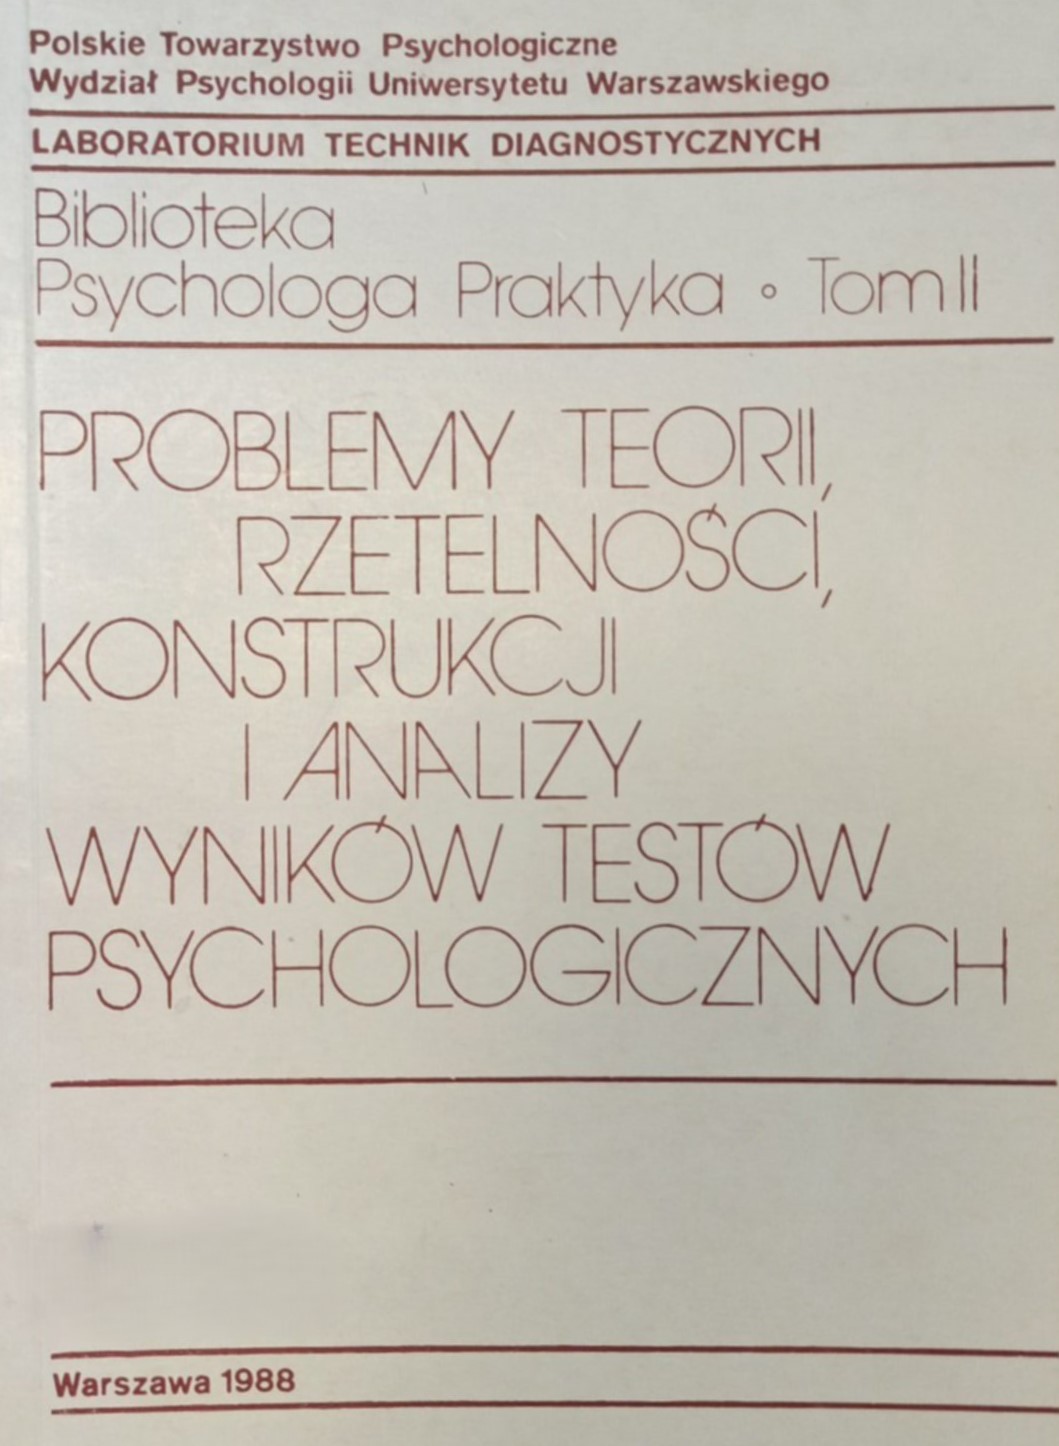 Polskie Towarzystwo Psychologiczne
Wydział Psychologii Uniwersytetu Warszawskiego
LABORATORIUM TECHNIK DIAGNOSTYCZNYCH
Biblioteka
Psychologa Praktyka ∘ Tom II
PROBLEMY TEORII,
RZETELNOŚCI,
KONSTRUKCJI
I ANALIZY
WYNIKÓW TESTÓW
PSYCHOLOGICZNYCH
Warszawa 1988